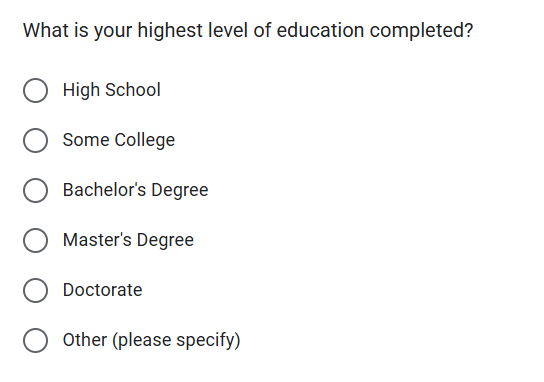 What is your highest level of education completed?
High School
Some College
Bachelor's Degree
Master's Degree
Doctorate
Other (please specify)